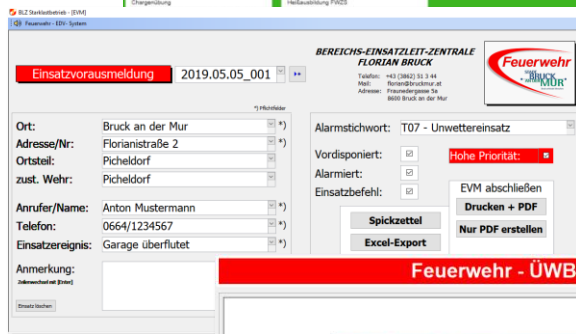 Chargenübung
Heißausbildung FWZS
BLZ Starklastbetrieb - [EVM]
Feuerwehr - EDV - System
Einsatzvorausmeldung
2019.05.05_001
*) Pflichtfelder
BEREICHS-EINSATZLEIT-ZENTRALE
FLORIAN BRUCK
Telefon: +43 (3862) 51 3 44
Mail: florian@bruckmur.at
Adresse: Fraunedergasse 5a
8600 Bruck an der Mur
Feuerwehr
STADT
BRUCK
AN DER MUR
Ort: Bruck an der Mur *)
Adresse/Nr: Florianistraße 2 *)
Ortsteil: Picheldorf
zust. Wehr: Picheldorf
Anrufer/Name: Anton Mustermann
Telefon: 0664/1234567 *)
Einsatzereignis: Garage überflutet *)
Anmerkung:
Zeilenwechsel mit [Enter]
Einsatz löschen
Alarmstichwort: T07 - Unwettereinsatz
Vordisponiert:
Hohe Priorität:
Alarmiert:
Einsatzbefehl:
EVM abschließen
Drucken + PDF
Nur PDF erstellen
Spickzettel
Excel-Export
Feuerwehr - ÜWB